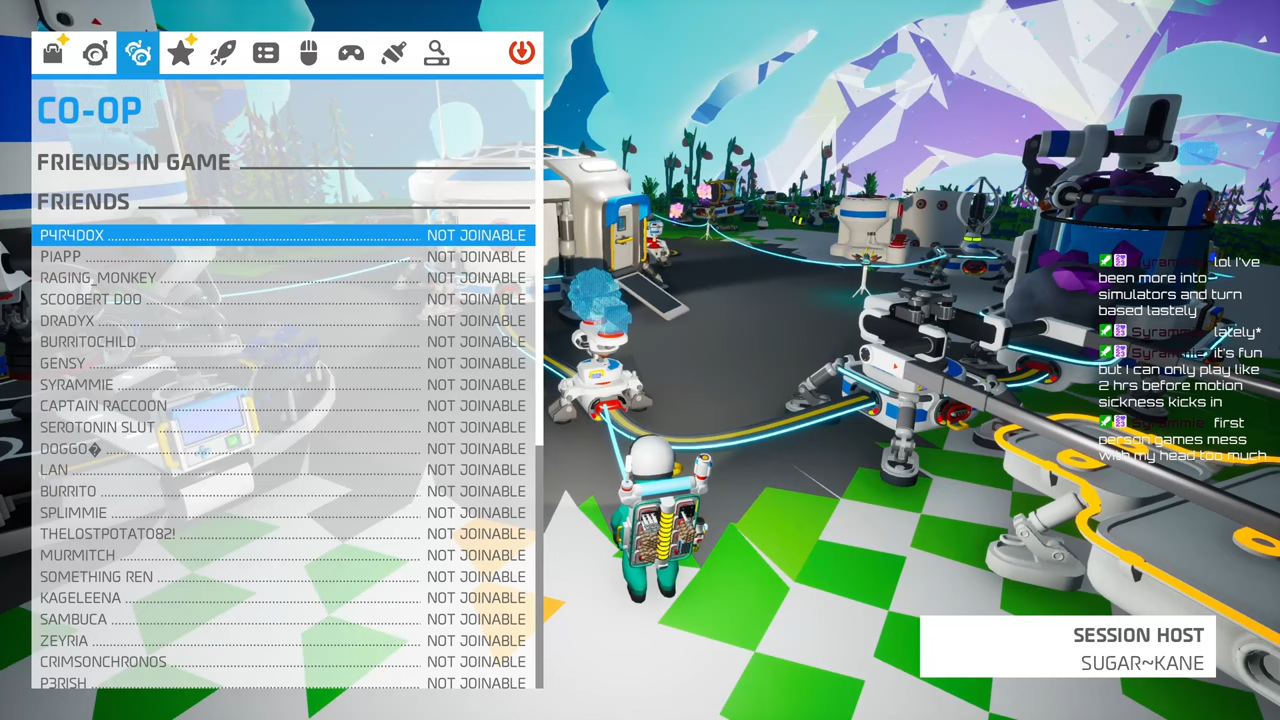 CO-OP
FRIENDS IN GAME
FRIENDS
P4R4DOX NOT JOINABLE
PIAPP NOT JOINABLE
RAGING_MONKEY NOT JOINABLE
SCOOBERT DOO NOT JOINABLE
DRADYX NOT JOINABLE
BURRITOCHILD NOT JOINABLE
GENSY NOT JOINABLE
SYRAMMIE NOT JOINABLE
CAPTAIN RACCOON NOT JOINABLE
SEROTONIN SLUT NOT JOINABLE
DOGGO� NOT JOINABLE
LAN NOT JOINABLE
BURRITO NOT JOINABLE
SPLIMMIE NOT JOINABLE
THELOSTPOTATO82! NOT JOINABLE
MURMITCH NOT JOINABLE
SOMETHING REN NOT JOINABLE
KAGELEENA NOT JOINABLE
SAMBUCA NOT JOINABLE
ZEYRIA NOT JOINABLE
CRIMSONCHRONOS NOT JOINABLE
P3RISH NOT JOINABLE
Syrammie lol I've
been more into
simulators and turn
based lastely
Syrammie lately*
Syrammie it's fun
but I can only play like
2 hrs before motion
sickness kicks in
Syrammie first
person games mess
with my head too much
SESSION HOST
SUGAR~KANE